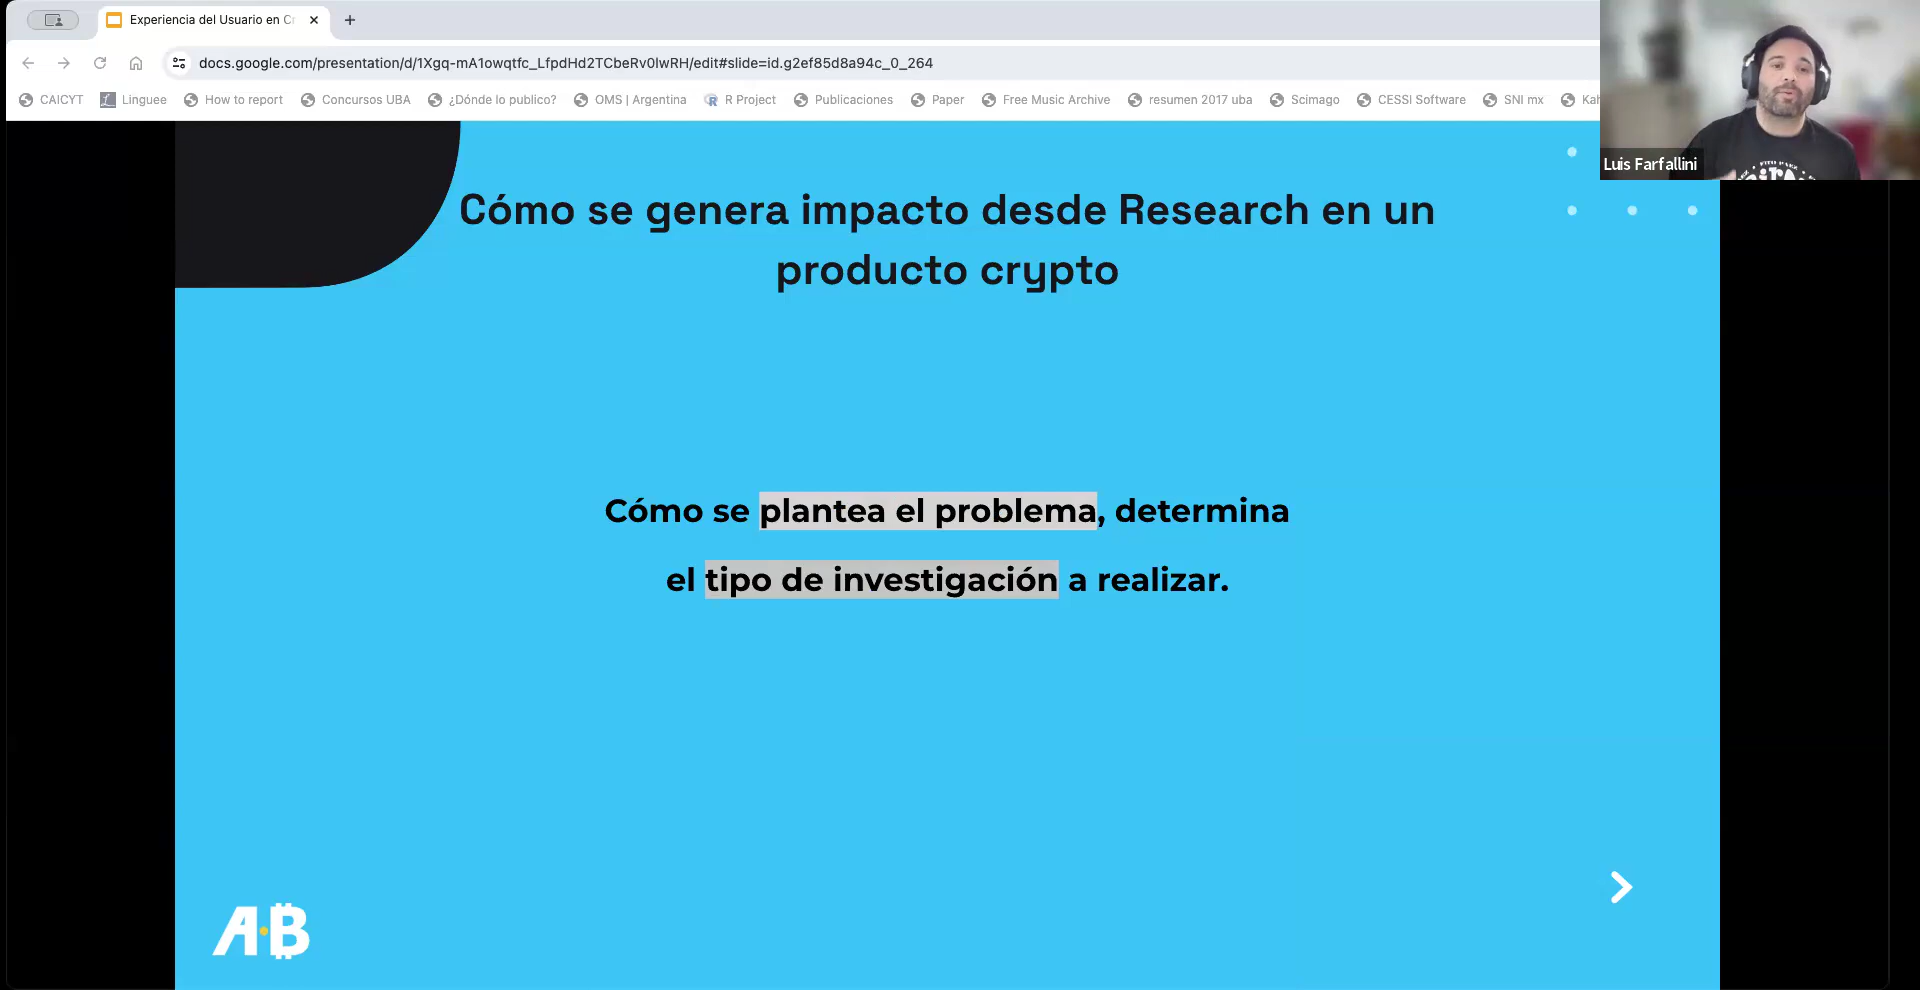 Experiencia del Usuario en C
docs.google.com/presentation/d/1Xgq-mA1owqtfc_LfpdHd2TCbeRv0lwRH/edit#slide=id.g2ef85d8a94c_0_264
CAICYT Linguee How to report Concursos UBA ¿Dónde lo publico? OMS | Argentina R Project Publicaciones Paper Free Music Archive resumen 2017 uba Scimago CESSI Software SNI mx Kah
Luis Farfallini
Cómo se genera impacto desde Research en un
producto crypto
Cómo se plantea el problema, determina
el tipo de investigación a realizar.
A·B